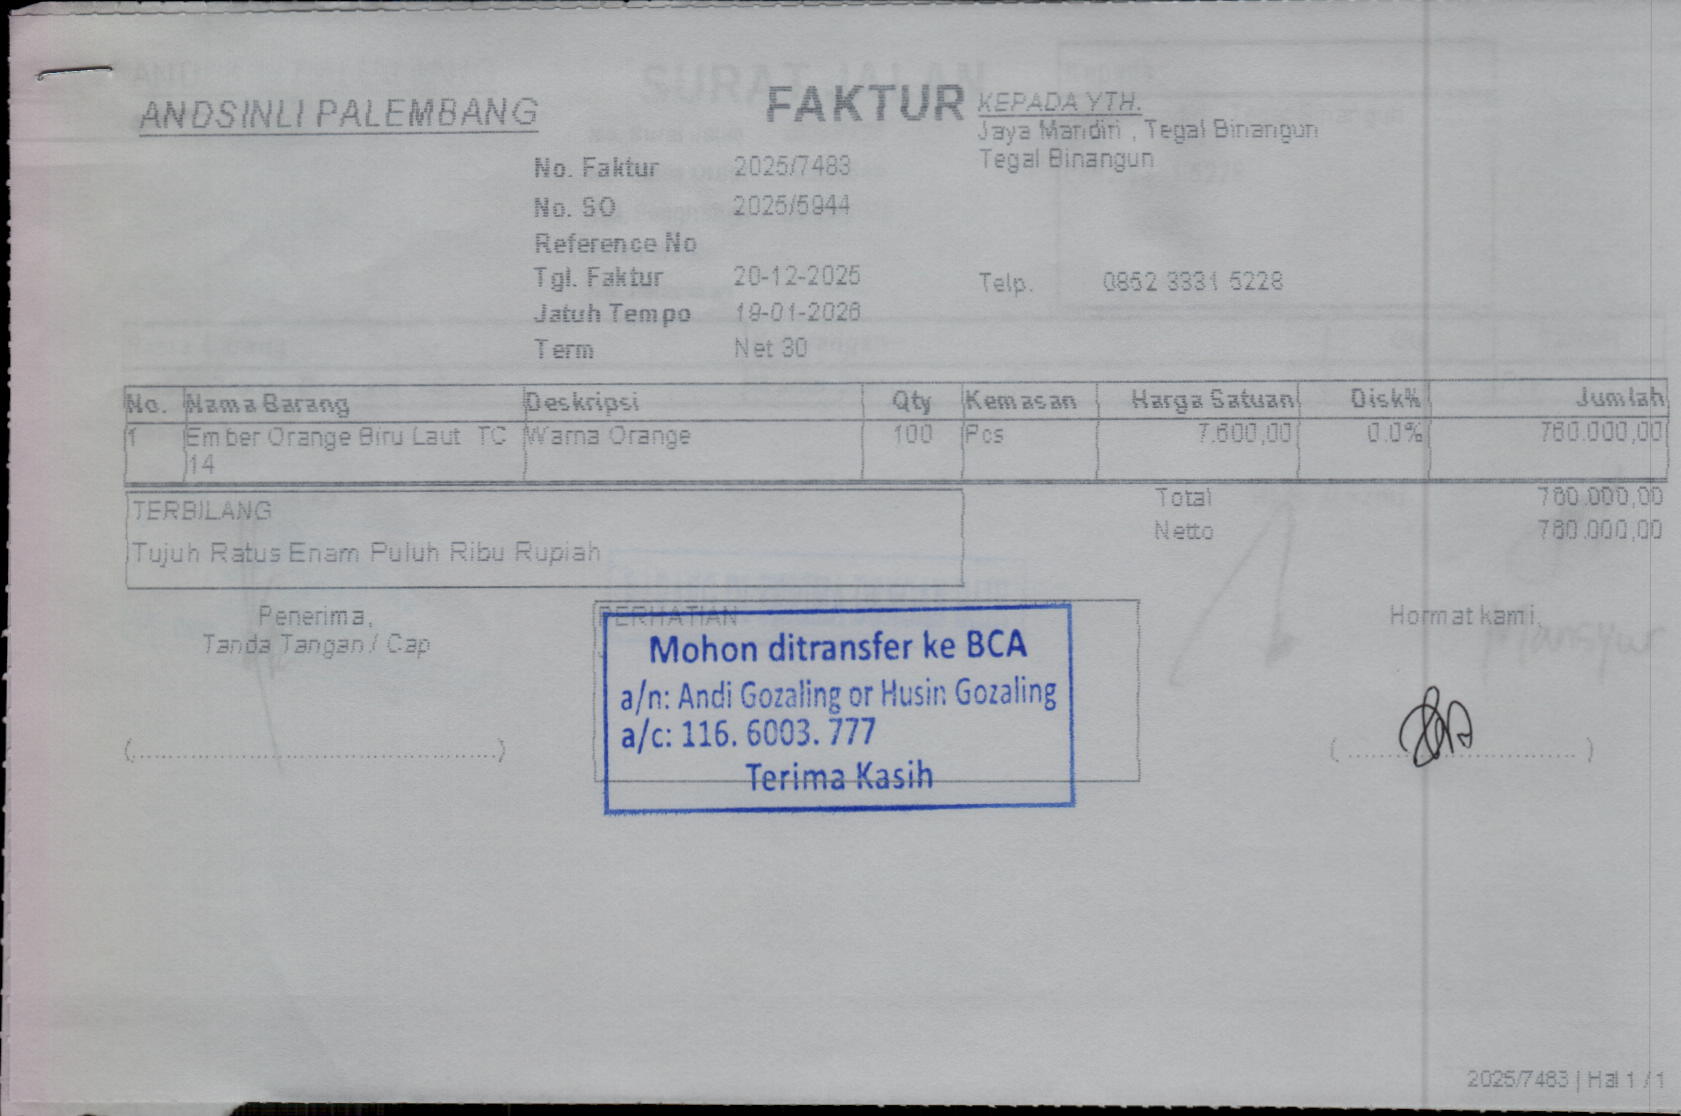 ANDSINLI PALEMBANG
FAKTUR
KEPADA YTH.
Jaya Mandiri , Tegal Binangun
Tegal Binangun
No. Faktur 2025/7483
No. SO 2025/5944
Reference No
Tgl. Faktur 20-12-2025
Telp. 0852 3331 5228
Jatuh Tempo 19-01-2026
Term Net 30
No. Nama Barang Deskripsi Qty Kemasan Harga Satuan Disk% Jumlah
1 Ember Orange Biru Laut TC Warna Orange 100 Pcs 7.600,00 0.0% 760.000,00
14
Total 760.000,00
TERBILANG
Netto 760.000,00
Tujuh Ratus Enam Puluh Ribu Rupiah
Penerima,
Tanda Tangan / Cap
PERHATIAN
Mohon ditransfer ke BCA
a/n: Andi Gozaling or Husin Gozaling
a/c: 116. 6003. 777
Terima Kasih
Hormat kami,
Mansyur
2025/7483 | Hal 1 / 1
SURAT JALAN